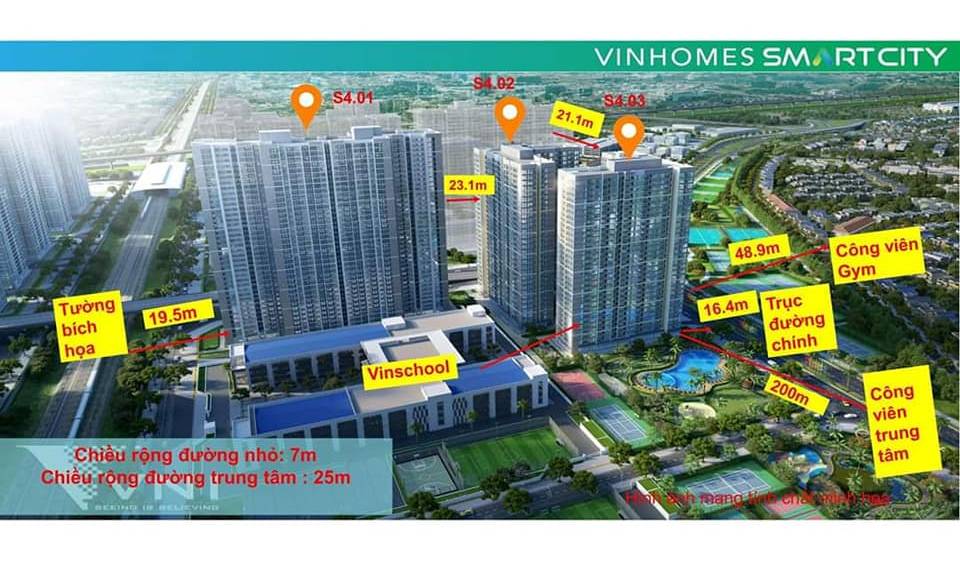 VINHOMES SMARTCITY
S4.01
S4.02
S4.03
21.1m
23.1m
48.9m
Công viên
Gym
Tường
bích
họa
19.5m
16.4m
Trục
đường
chính
Vinschool
200m
Công
viên
trung
tâm
Chiều rộng đường nhỏ: 7m
Chiều rộng đường trung tâm : 25m
VNT
SEEING IS BELIEVING
Hình ảnh mang tính chất minh họa